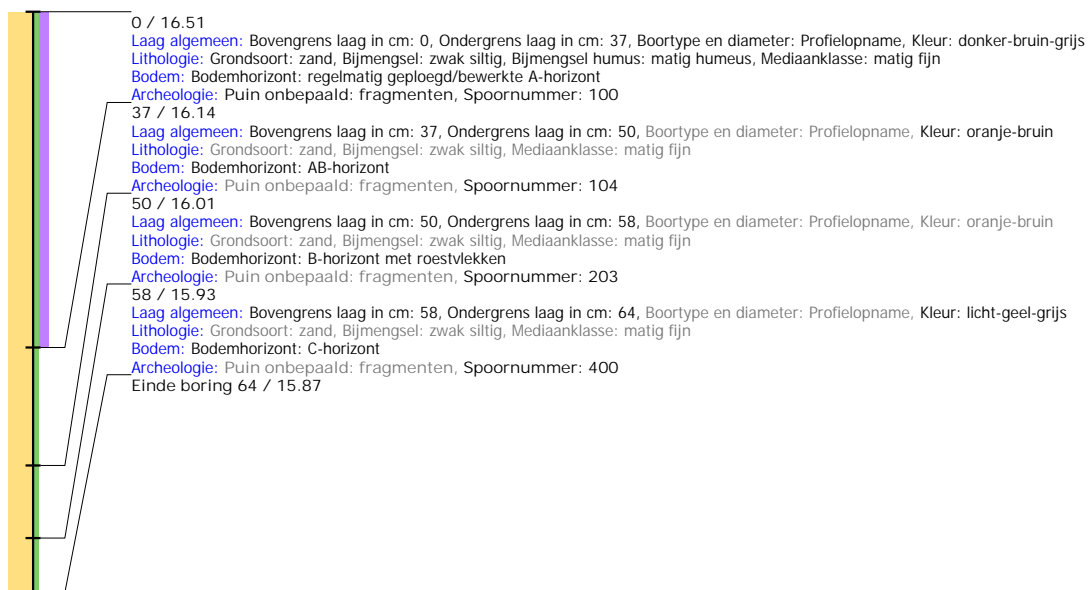 0 / 16.51
Laag algemeen: Bovengrens laag in cm: 0, Ondergrens laag in cm: 37, Boortype en diameter: Profielopname, Kleur: donker-bruin-grijs
Lithologie: Grondsoort: zand, Bijmengsel: zwak siltig, Bijmengsel humus: matig humeus, Mediaanklasse: matig fijn
Bodem: Bodemhorizont: regelmatig geploegd/bewerkte A-horizont
Archeologie: Puin onbepaald: fragmenten, Spoornummer: 100
37 / 16.14
Laag algemeen: Bovengrens laag in cm: 37, Ondergrens laag in cm: 50, Boortype en diameter: Profielopname, Kleur: oranje-bruin
Lithologie: Grondsoort: zand, Bijmengsel: zwak siltig, Mediaanklasse: matig fijn
Bodem: Bodemhorizont: AB-horizont
Archeologie: Puin onbepaald: fragmenten, Spoornummer: 104
50 / 16.01
Laag algemeen: Bovengrens laag in cm: 50, Ondergrens laag in cm: 58, Boortype en diameter: Profielopname, Kleur: oranje-bruin
Lithologie: Grondsoort: zand, Bijmengsel: zwak siltig, Mediaanklasse: matig fijn
Bodem: Bodemhorizont: B-horizont met roestvlekken
Archeologie: Puin onbepaald: fragmenten, Spoornummer: 203
58 / 15.93
Laag algemeen: Bovengrens laag in cm: 58, Ondergrens laag in cm: 64, Boortype en diameter: Profielopname, Kleur: licht-geel-grijs
Lithologie: Grondsoort: zand, Bijmengsel: zwak siltig, Mediaanklasse: matig fijn
Bodem: Bodemhorizont: C-horizont
Archeologie: Puin onbepaald: fragmenten, Spoornummer: 400
Einde boring 64 / 15.87